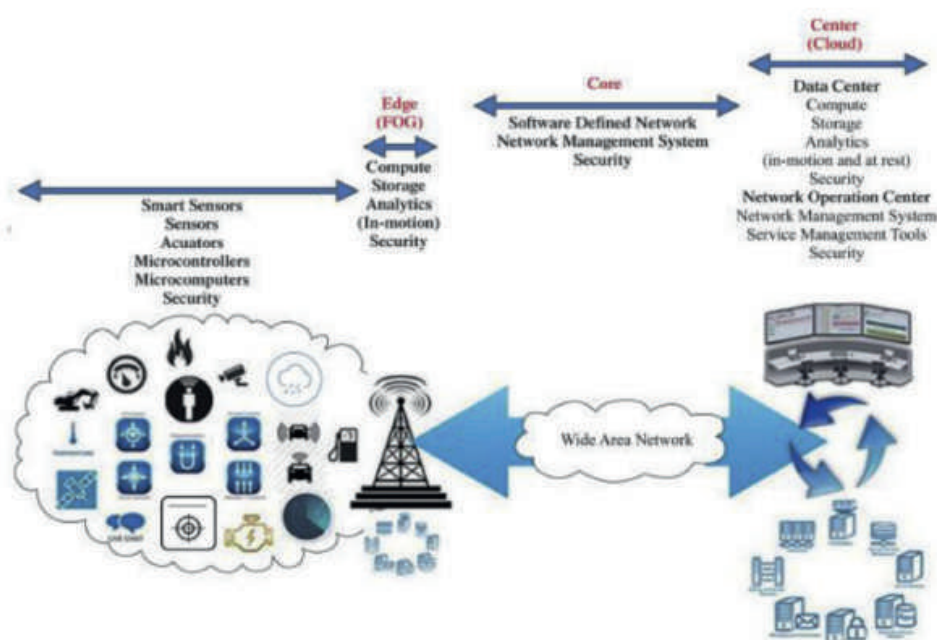 Center
(Cloud)
Data Center
Compute
Storage
Analytics
(in-motion and at rest)
Security
Network Operation Center
Network Management System
Service Management Tools
Security
Core
Software Defined Network
Network Management System
Security
Edge
(FOG)
Compute
Storage
Analytics
(In-motion)
Security
Smart Sensors
Sensors
Acuators
Microcontrollers
Microcomputers
Security
Wide Area Network